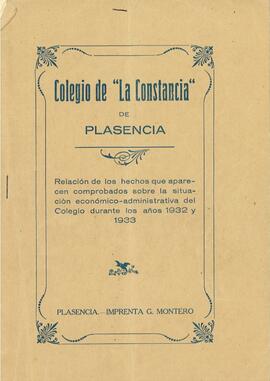 Colegio de "La Constancia"
DE
PLASENCIA
Relación de los hechos que apare-
cen comprobados sobre la situa-
ción económico-administrativa del
Colegio durante los años 1932 y
1933
PLASENCIA.—IMPRENTA G. MONTERO